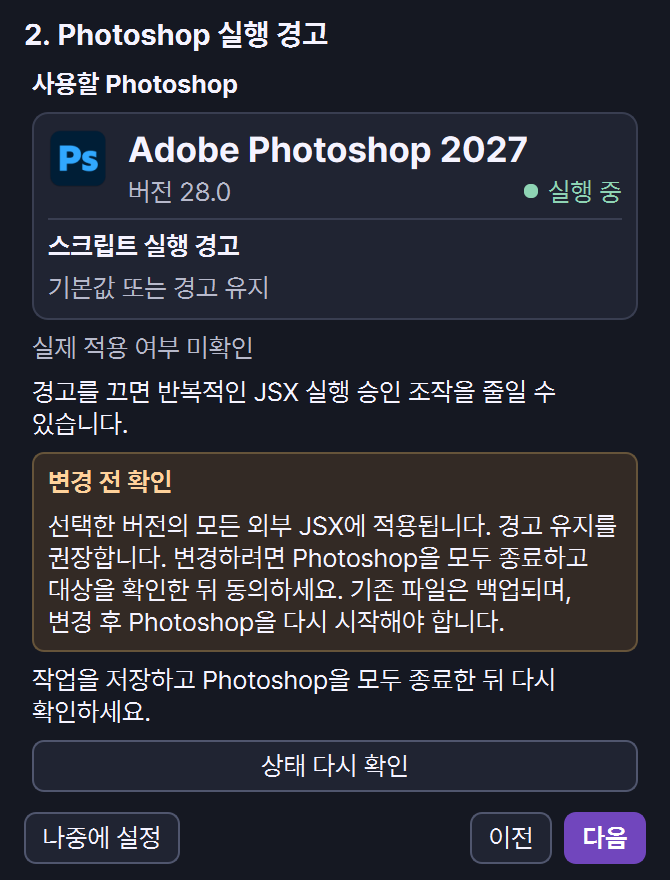 2. Photoshop 실행 경고
사용할 Photoshop
Ps
Adobe Photoshop 2027
버전 28.0
실행 중
스크립트 실행 경고
기본값 또는 경고 유지
실제 적용 여부 미확인
경고를 끄면 반복적인 JSX 실행 승인 조작을 줄일 수
있습니다.
변경 전 확인
선택한 버전의 모든 외부 JSX에 적용됩니다. 경고 유지를
권장합니다. 변경하려면 Photoshop을 모두 종료하고
대상을 확인한 뒤 동의하세요. 기존 파일은 백업되며,
변경 후 Photoshop을 다시 시작해야 합니다.
작업을 저장하고 Photoshop을 모두 종료한 뒤 다시
확인하세요.
상태 다시 확인
나중에 설정
이전
다음